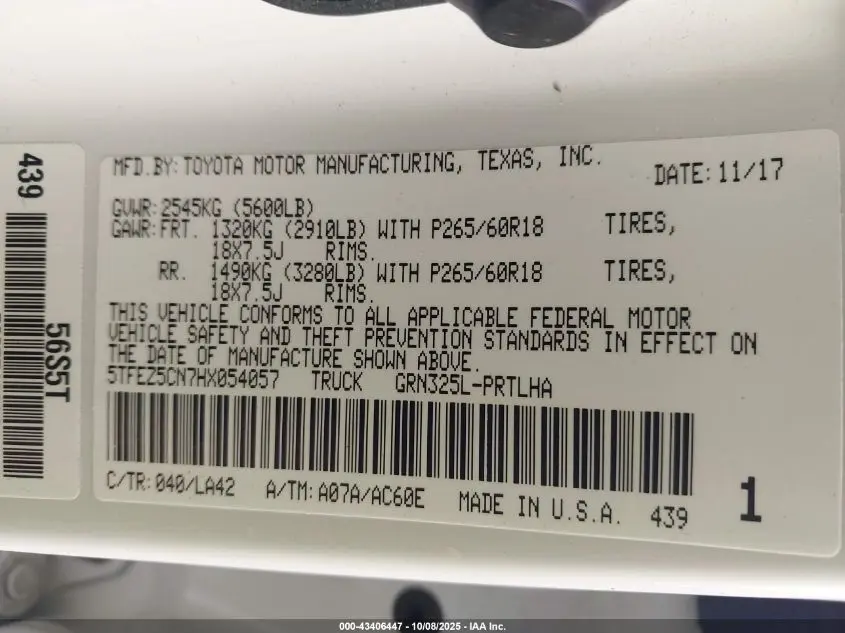 MFD.BY:TOYOTA MOTOR MANUFACTURING, TEXAS, INC.
DATE:11/17
GVWR:2545KG (5600LB)
GAWR:FRT. 1320KG (2910LB) WITH P265/60R18 TIRES,
18X7.5J RIMS.
RR. 1490KG (3280LB) WITH P265/60R18 TIRES,
18X7.5J RIMS.
THIS VEHICLE CONFORMS TO ALL APPLICABLE FEDERAL MOTOR
VEHICLE SAFETY AND THEFT PREVENTION STANDARDS IN EFFECT ON
THE DATE OF MANUFACTURE SHOWN ABOVE.
5TFEZ5CN7HX054057 TRUCK GRN325L-PRTLHA
C/TR:040/LA42 A/TM:A07A/AC60E MADE IN U.S.A. 439
1
439
56S5T
000-43406447 - 10/08/2025 - IAA Inc.